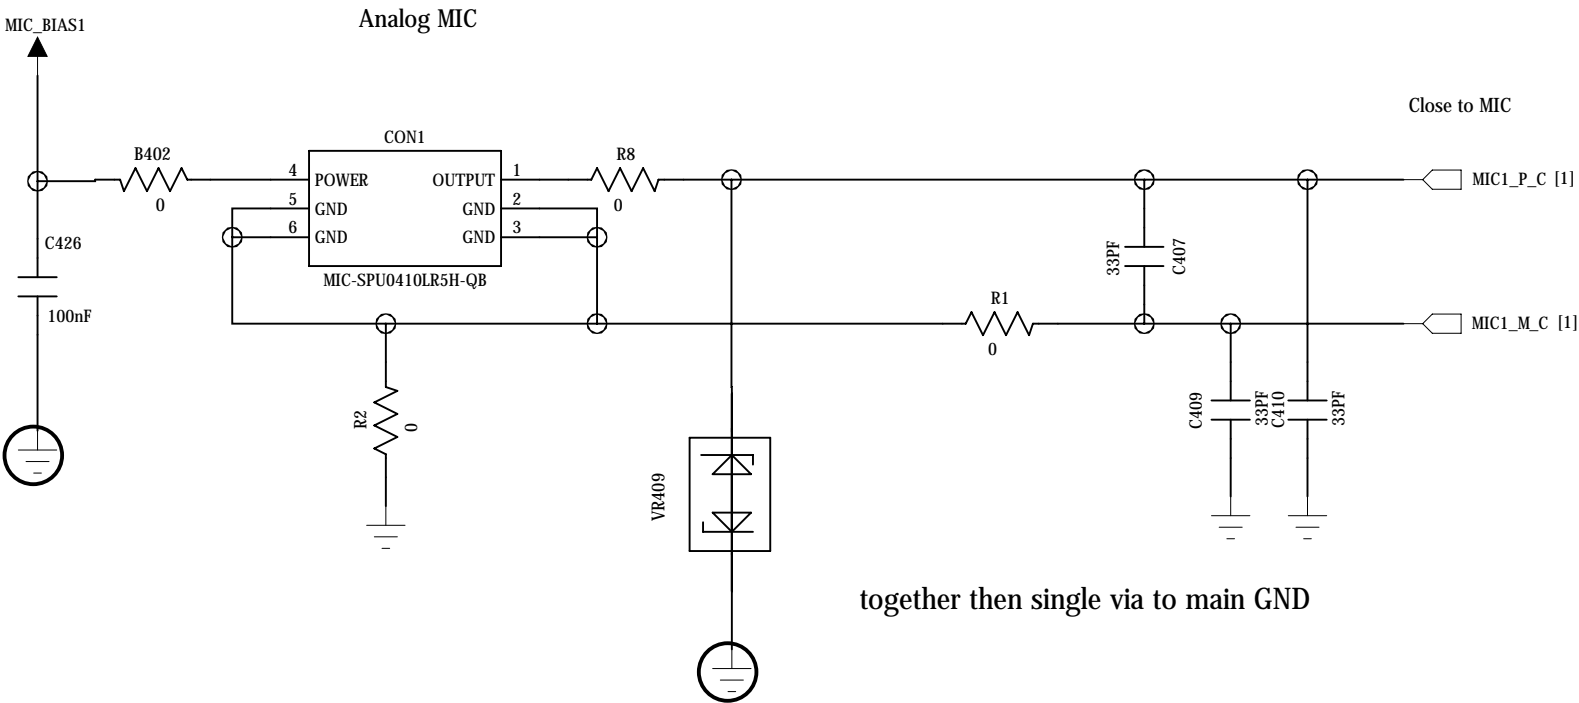 Analog MIC
MIC_BIAS1
Close to MIC
CON1
B402
0
4
POWER
5
GND
6
GND
OUTPUT
1
GND
2
GND
3
R8
0
MIC1_P_C [1]
MIC-SPU0410LR5H-QB
C426
100nF
33PF
C407
R1
0
MIC1_M_C [1]
R2
0
C409
33PF
C410
33PF
VR409
together then single via to main GND